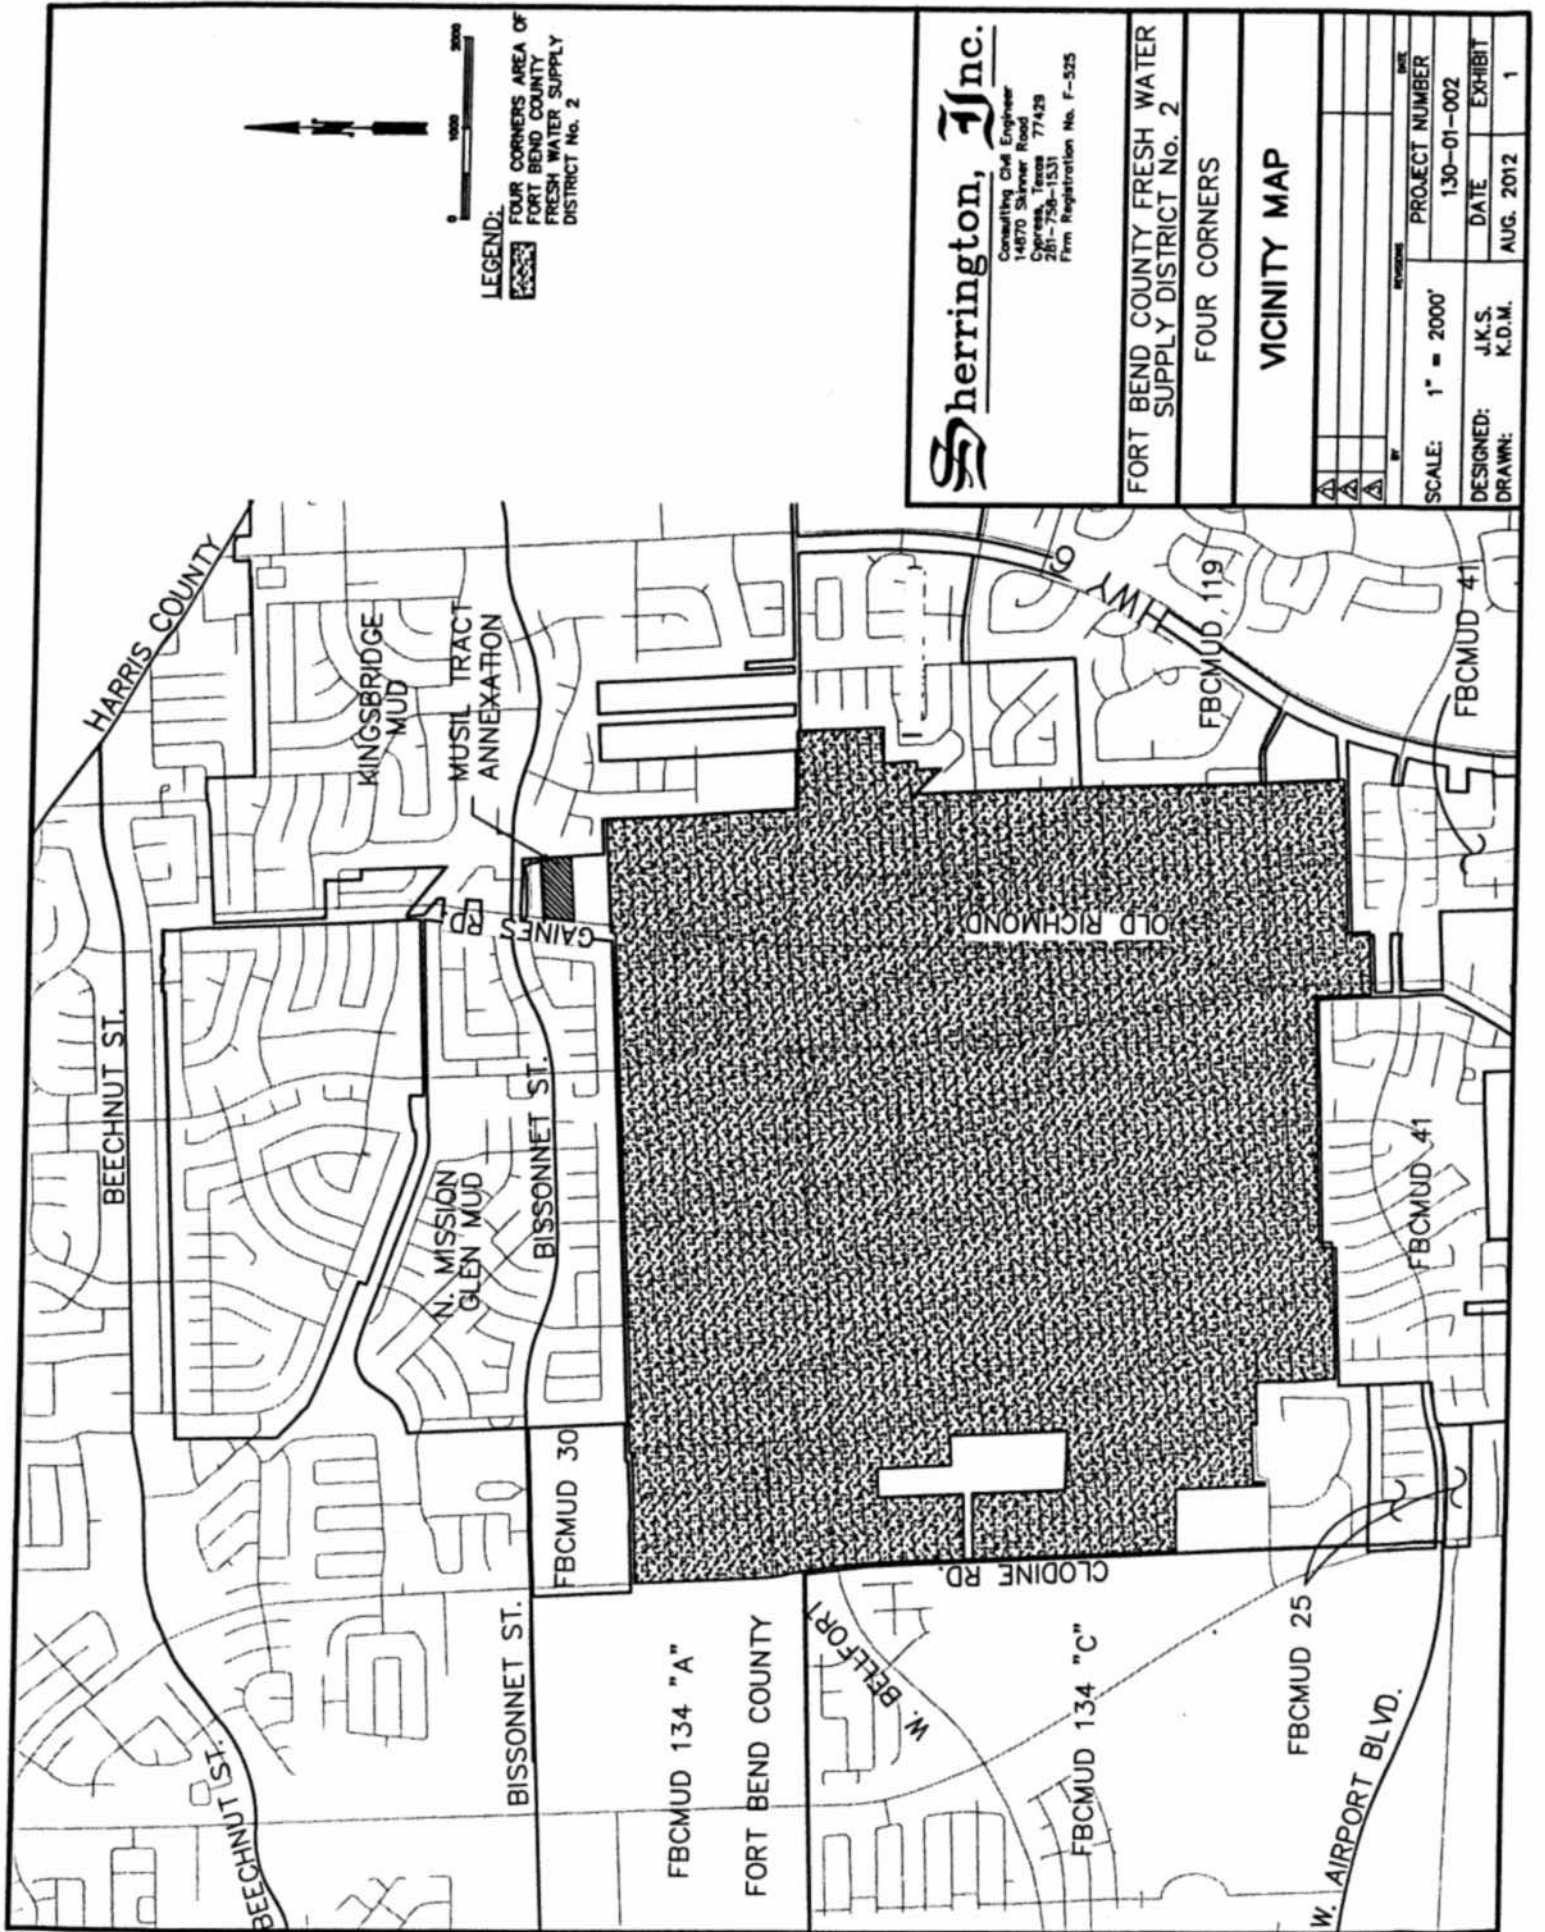 HARRIS COUNTY
BEECHNUT ST.
BEECHNUT ST.
KINGSBRIDGE
MUD
MUSIL TRACT
ANNEXATION
GAINES RD.
N. MISSION
GLEN MUD
BISSONNET ST.
BISSONNET ST.
FBCMUD 30
FBCMUD 134 "A"
FORT BEND COUNTY
W. BELLFORT
CLODINE RD.
OLD RICHMOND
HWY 6
FBCMUD 119
FBCMUD 41
FBCMUD 41
FBCMUD 134 "C"
FBCMUD 25
W. AIRPORT BLVD.
N
0 1000 2000
LEGEND:
FOUR CORNERS AREA OF
FORT BEND COUNTY
FRESH WATER SUPPLY
DISTRICT No. 2
Sherrington, Inc.
Consulting Civil Engineer
14870 Skinner Road
Cypress, Texas 77429
281-758-1531
Firm Registration No. F-525
FORT BEND COUNTY FRESH WATER
SUPPLY DISTRICT No. 2
FOUR CORNERS
VICINITY MAP
BY REVISIONS DATE
SCALE: 1" = 2000'
PROJECT NUMBER
130-01-002
DESIGNED: J.K.S.
DRAWN: K.D.M.
DATE
AUG. 2012
EXHIBIT
1